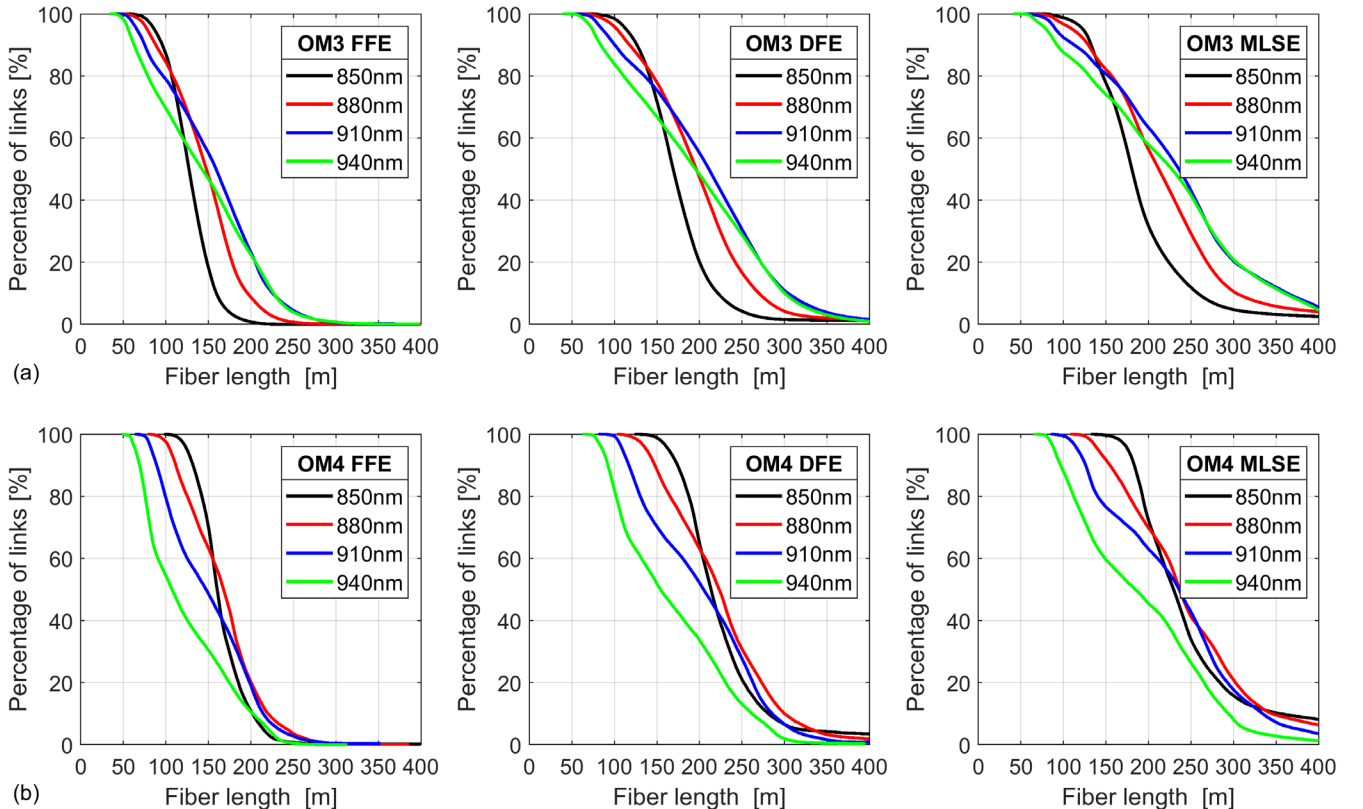 Percentage of links [%]
100
80
60
40
20
0
0 50 100 150 200 250 300 350 400
Fiber length [m]
OM3 FFE
850nm
880nm
910nm
940nm
Percentage of links [%]
100
80
60
40
20
0
0 50 100 150 200 250 300 350 400
Fiber length [m]
OM3 DFE
850nm
880nm
910nm
940nm
Percentage of links [%]
100
80
60
40
20
0
0 50 100 150 200 250 300 350 400
Fiber length [m]
OM3 MLSE
850nm
880nm
910nm
940nm
(a)
Percentage of links [%]
100
80
60
40
20
0
0 50 100 150 200 250 300 350 400
Fiber length [m]
OM4 FFE
850nm
880nm
910nm
940nm
Percentage of links [%]
100
80
60
40
20
0
0 50 100 150 200 250 300 350 400
Fiber length [m]
OM4 DFE
850nm
880nm
910nm
940nm
Percentage of links [%]
100
80
60
40
20
0
0 50 100 150 200 250 300 350 400
Fiber length [m]
OM4 MLSE
850nm
880nm
910nm
940nm
(b)